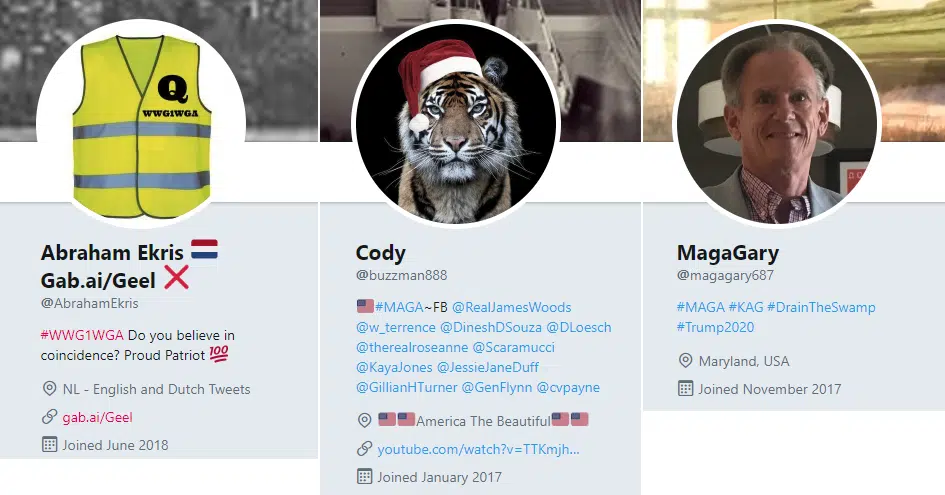 Q
WWG1WGA
Abraham Ekris
Gab.ai/Geel ❌
@AbrahamEkris
#WWG1WGA Do you believe in
coincidence? Proud Patriot 💯
NL - English and Dutch Tweets
gab.ai/Geel
Joined June 2018
Cody
@buzzman888
#MAGA~FB @RealJamesWoods
@w_terrence @DineshDSouza @DLoesch
@therealroseanne @Scaramucci
@KayaJones @JessieJaneDuff
@GillianHTurner @GenFlynn @cvpayne
America The Beautiful
youtube.com/watch?v=TTKmjh...
Joined January 2017
MagaGary
@magagary687
#MAGA #KAG #DrainTheSwamp
#Trump2020
Maryland, USA
Joined November 2017